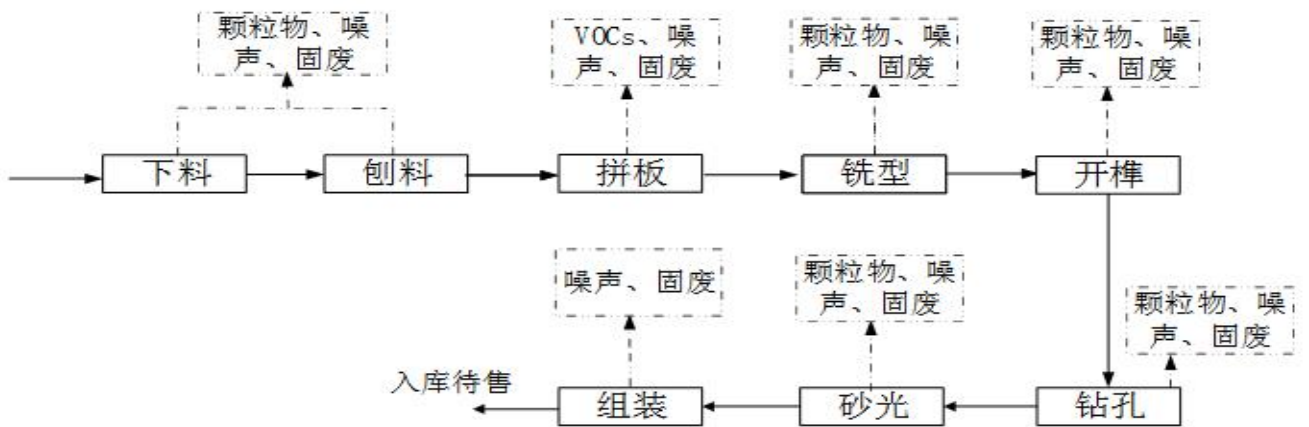 颗粒物、噪
声、固废
VOCs、噪
声、固废
颗粒物、噪
声、固废
颗粒物、噪
声、固废
下料
刨料
拼板
铣型
开榫
噪声、固废
颗粒物、噪
声、固废
颗粒物、噪
声、固废
入库待售
组装
砂光
钻孔